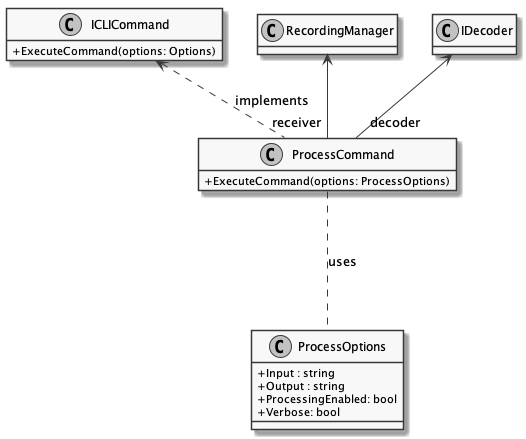 C ICLICommand
+ExecuteCommand(options: Options)
C RecordingManager
C IDecoder
implements
receiver
decoder
C ProcessCommand
+ExecuteCommand(options: ProcessOptions)
uses
C ProcessOptions
+Input : string
+Output : string
+ProcessingEnabled: bool
+Verbose: bool